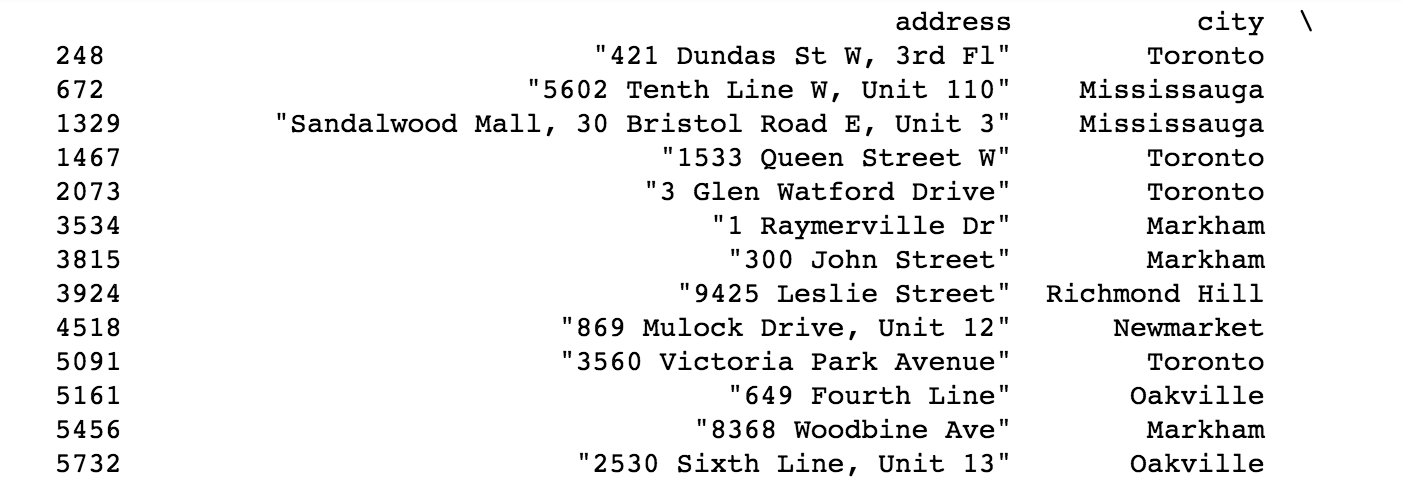 address city \
248 "421 Dundas St W, 3rd Fl" Toronto
672 "5602 Tenth Line W, Unit 110" Mississauga
1329 "Sandalwood Mall, 30 Bristol Road E, Unit 3" Mississauga
1467 "1533 Queen Street W" Toronto
2073 "3 Glen Watford Drive" Toronto
3534 "1 Raymerville Dr" Markham
3815 "300 John Street" Markham
3924 "9425 Leslie Street" Richmond Hill
4518 "869 Mulock Drive, Unit 12" Newmarket
5091 "3560 Victoria Park Avenue" Toronto
5161 "649 Fourth Line" Oakville
5456 "8368 Woodbine Ave" Markham
5732 "2530 Sixth Line, Unit 13" Oakville